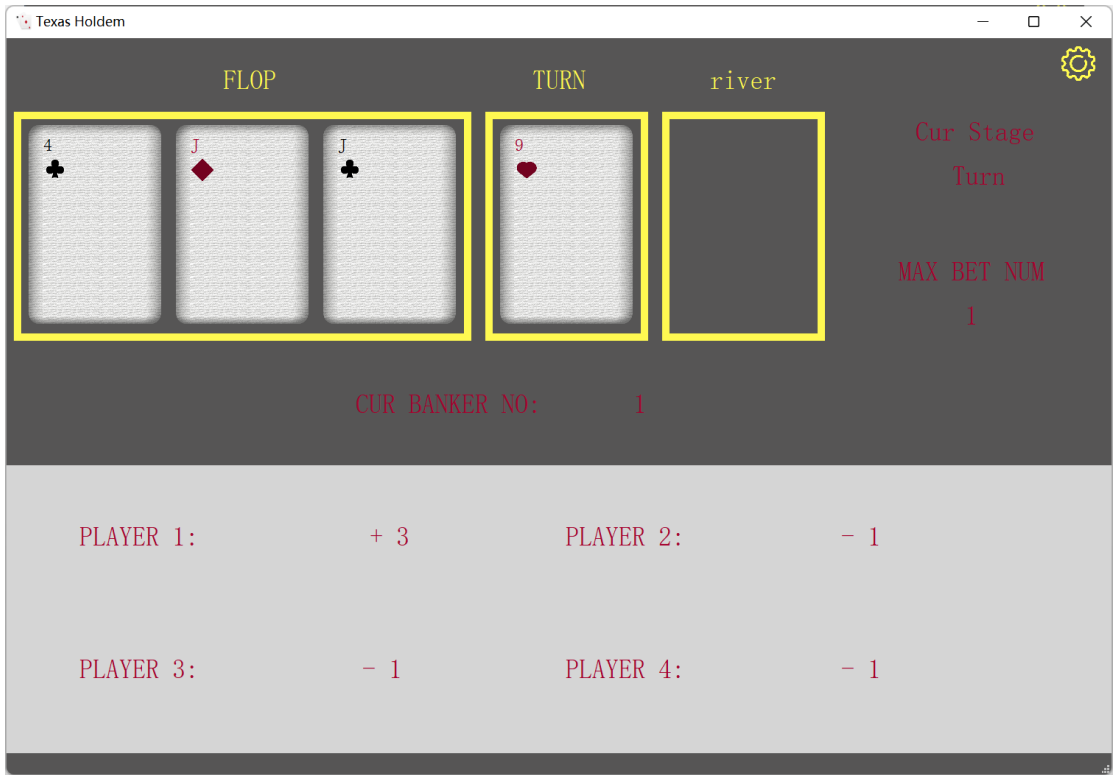 Texas Holdem
FLOP TURN river
4 J J 9
Cur Stage
Turn
MAX BET NUM
1
CUR BANKER NO: 1
PLAYER 1: + 3 PLAYER 2: - 1
PLAYER 3: - 1 PLAYER 4: - 1